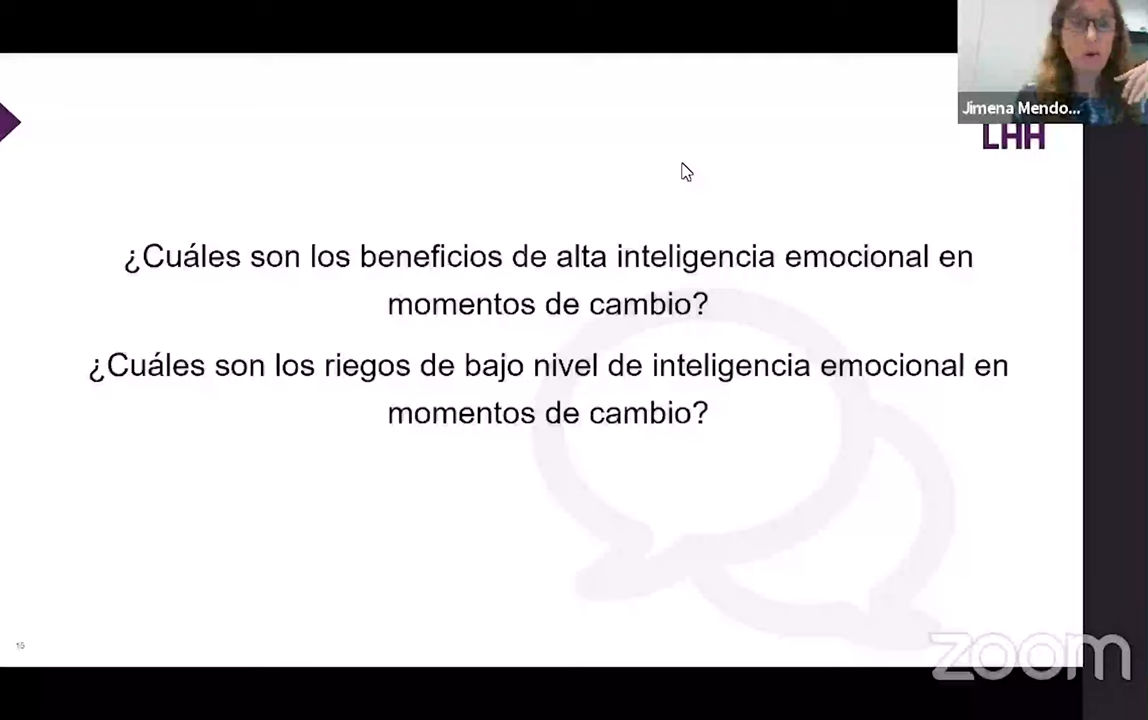 Jimena Mendo...
LHH
¿Cuáles son los beneficios de alta inteligencia emocional en
momentos de cambio?
¿Cuáles son los riegos de bajo nivel de inteligencia emocional en
momentos de cambio?
15
zoom